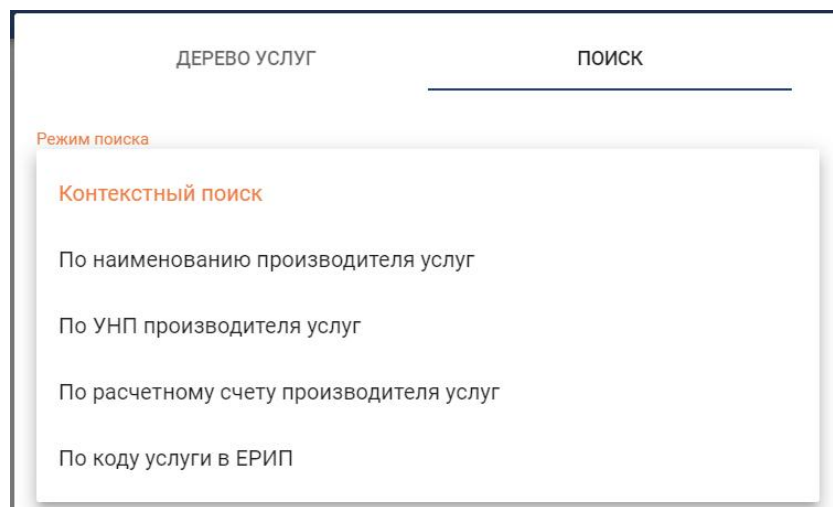 ДЕРЕВО УСЛУГ ПОИСК
Режим поиска
Контекстный поиск
По наименованию производителя услуг
По УНП производителя услуг
По расчетному счету производителя услуг
По коду услуги в ЕРИП